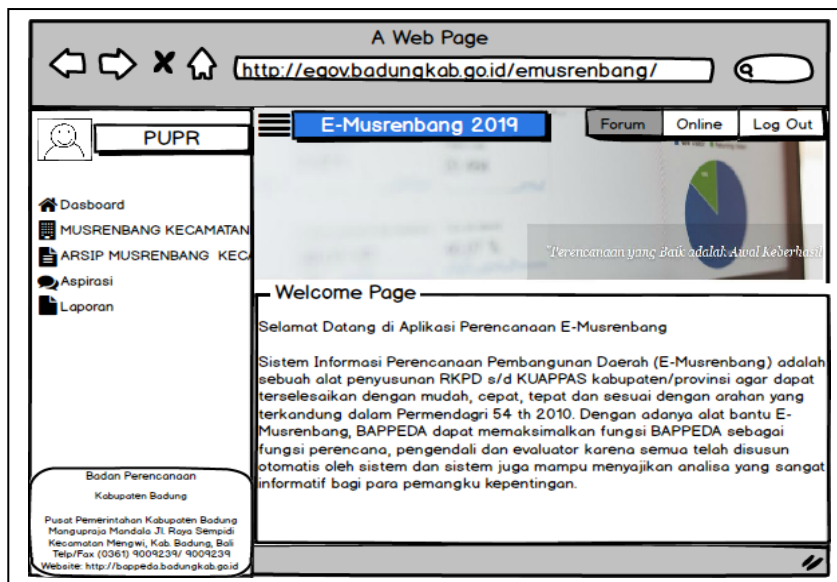 A Web Page
http://egov.badungkab.go.id/emusrenbang/
PUPR
E-Musrenbang 2019
Forum
Online
Log Out
Dasboard
MUSRENBANG KECAMATAN
ARSIP MUSRENBANG KECA
Aspirasi
Laporan
"Perencanaan yang Baik adalah Awal Keberhasil
Welcome Page
Selamat Datang di Aplikasi Perencanaan E-Musrenbang
Sistem Informasi Perencanaan Pembangunan Daerah (E-Musrenbang) adalah
sebuah alat penyusunan RKPD s/d KUAPPAS kabupaten/provinsi agar dapat
terselesaikan dengan mudah, cepat, tepat dan sesuai dengan arahan yang
terkandung dalam Permendagri 54 th 2010. Dengan adanya alat bantu E-
Musrenbang, BAPPEDA dapat memaksimalkan fungsi BAPPEDA sebagai
fungsi perencana, pengendali dan evaluator karena semua telah disusun
otomatis oleh sistem dan sistem juga mampu menyajikan analisa yang sangat
informatif bagi para pemangku kepentingan.
Badan Perencanaan
Kabupaten Badung
Pusat Pemerintahan Kabupaten Badung
Mangupraja Mandala Jl. Raya Sempidi
Kecamatan Mengwi, Kab. Badung, Bali
Telp/Fax (0361) 9009239/ 9009239
Website: http://bappeda.badungkab.go.id